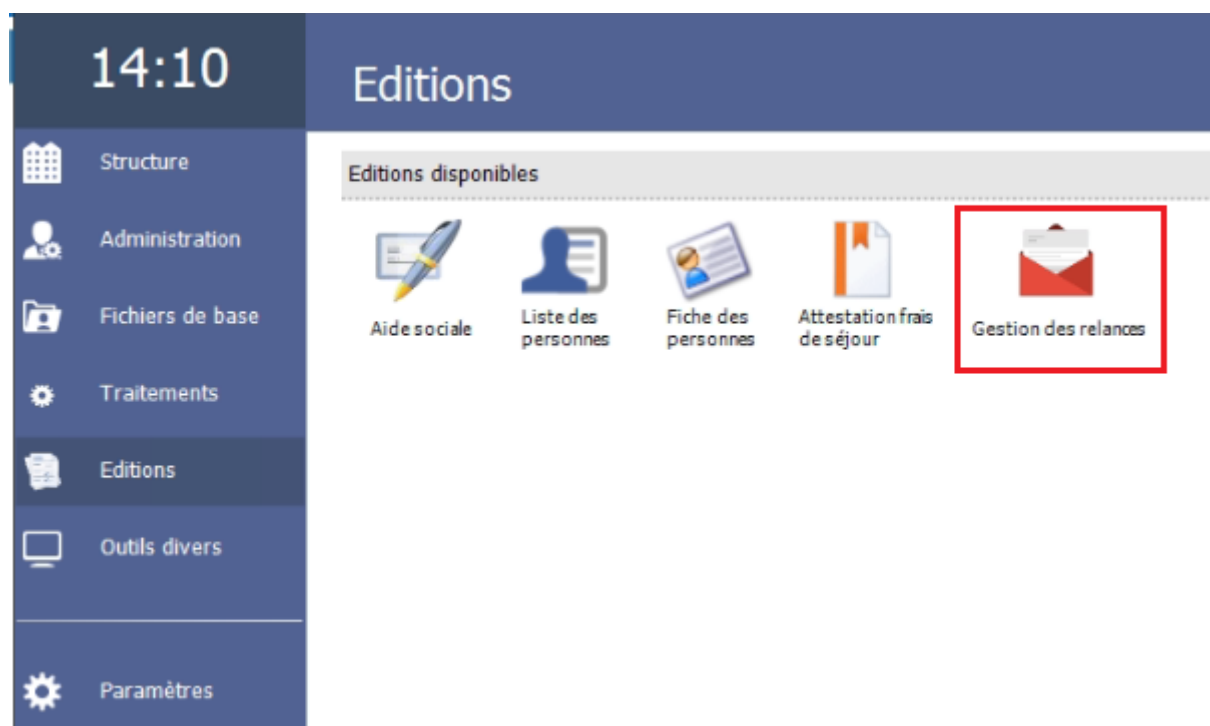 14:10
Editions
Structure
Administration
Fichiers de base
Traitements
Editions
Outils divers
Paramètres
Editions disponibles
Aide sociale
Liste des
personnes
Fiche des
personnes
Attestation frais
de séjour
Gestion des relances